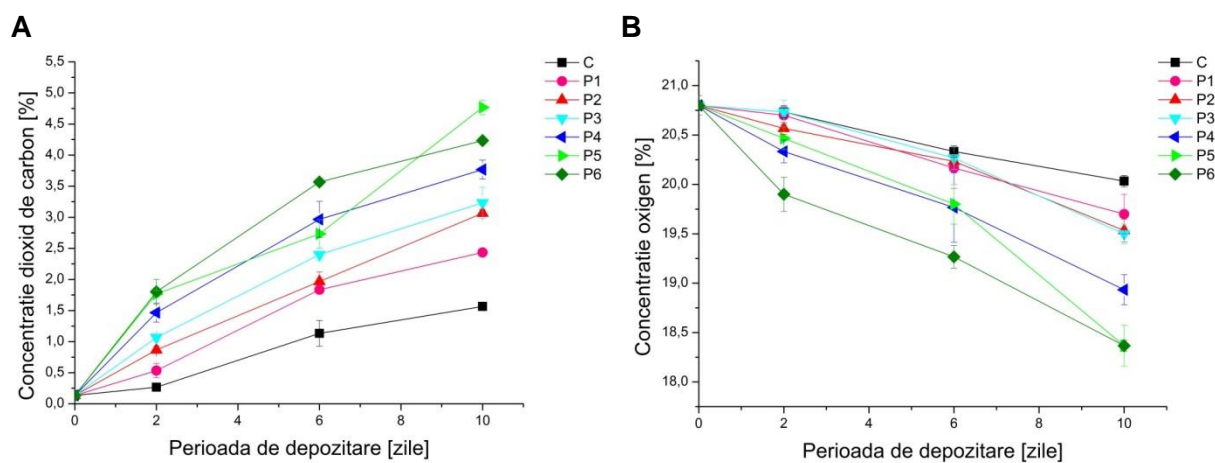 A
Concentratie dioxid de carbon [%]
5,5
5,0
4,5
4,0
3,5
3,0
2,5
2,0
1,5
1,0
0,5
0,0
0 2 4 6 8 10
Perioada de depozitare [zile]
C
P1
P2
P3
P4
P5
P6
B
Concentratie oxigen [%]
21,0
20,5
20,0
19,5
19,0
18,5
18,0
0 2 4 6 8 10
Perioada de depozitare [zile]
C
P1
P2
P3
P4
P5
P6